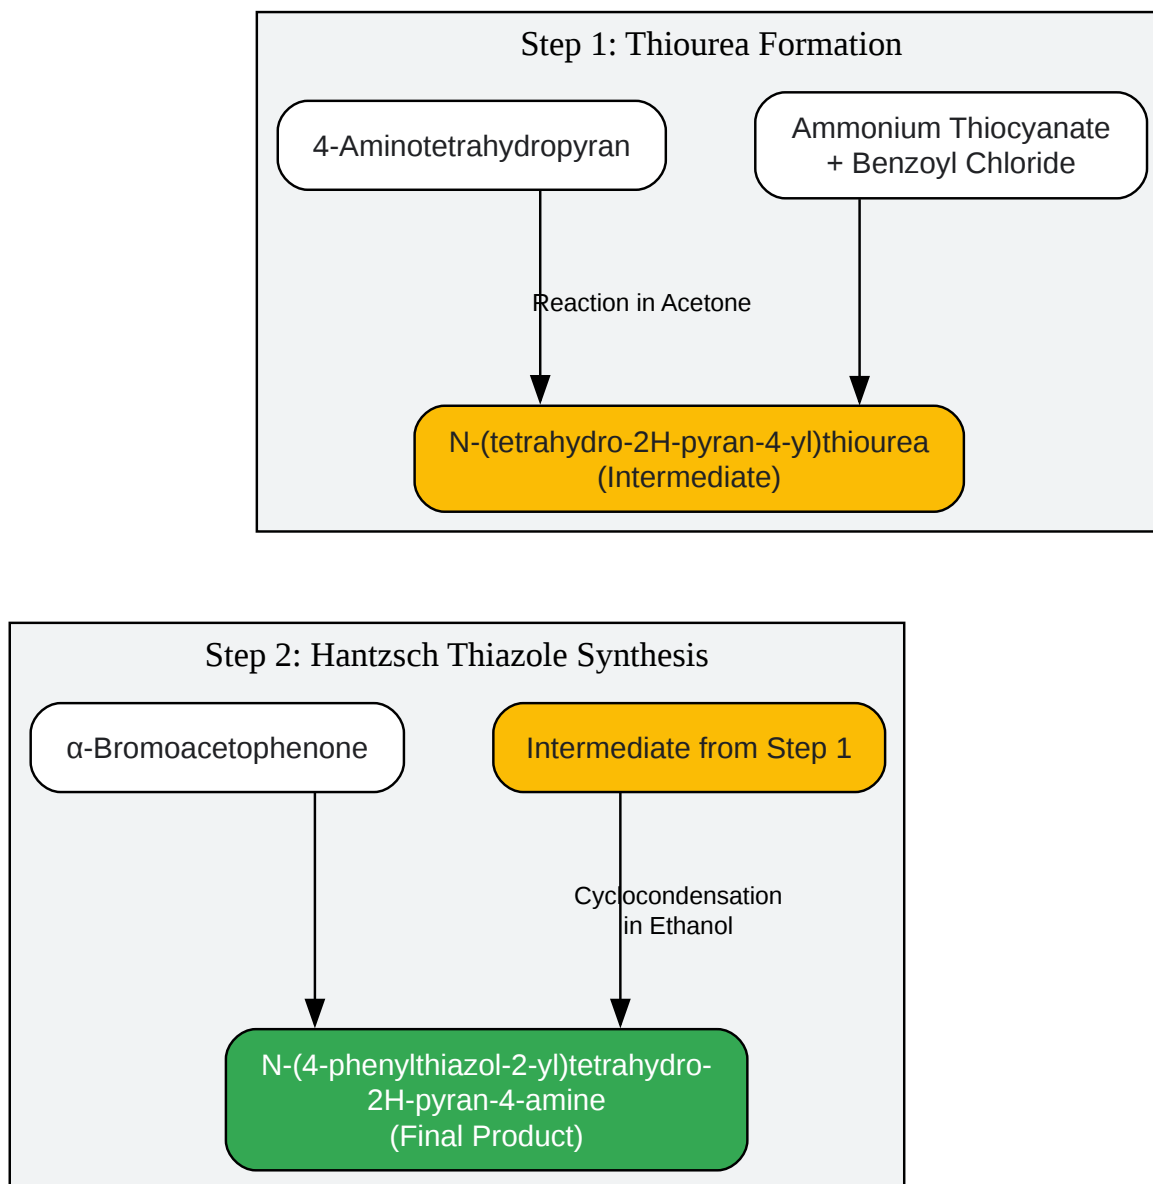 Step 1: Thiourea Formation
4-Aminotetrahydropyran
Ammonium Thiocyanate
+ Benzoyl Chloride
Reaction in Acetone
N-(tetrahydro-2H-pyran-4-yl)thiourea
(Intermediate)
Step 2: Hantzsch Thiazole Synthesis
α-Bromoacetophenone
Intermediate from Step 1
Cyclocondensation
in Ethanol
N-(4-phenylthiazol-2-yl)tetrahydro-
2H-pyran-4-amine
(Final Product)